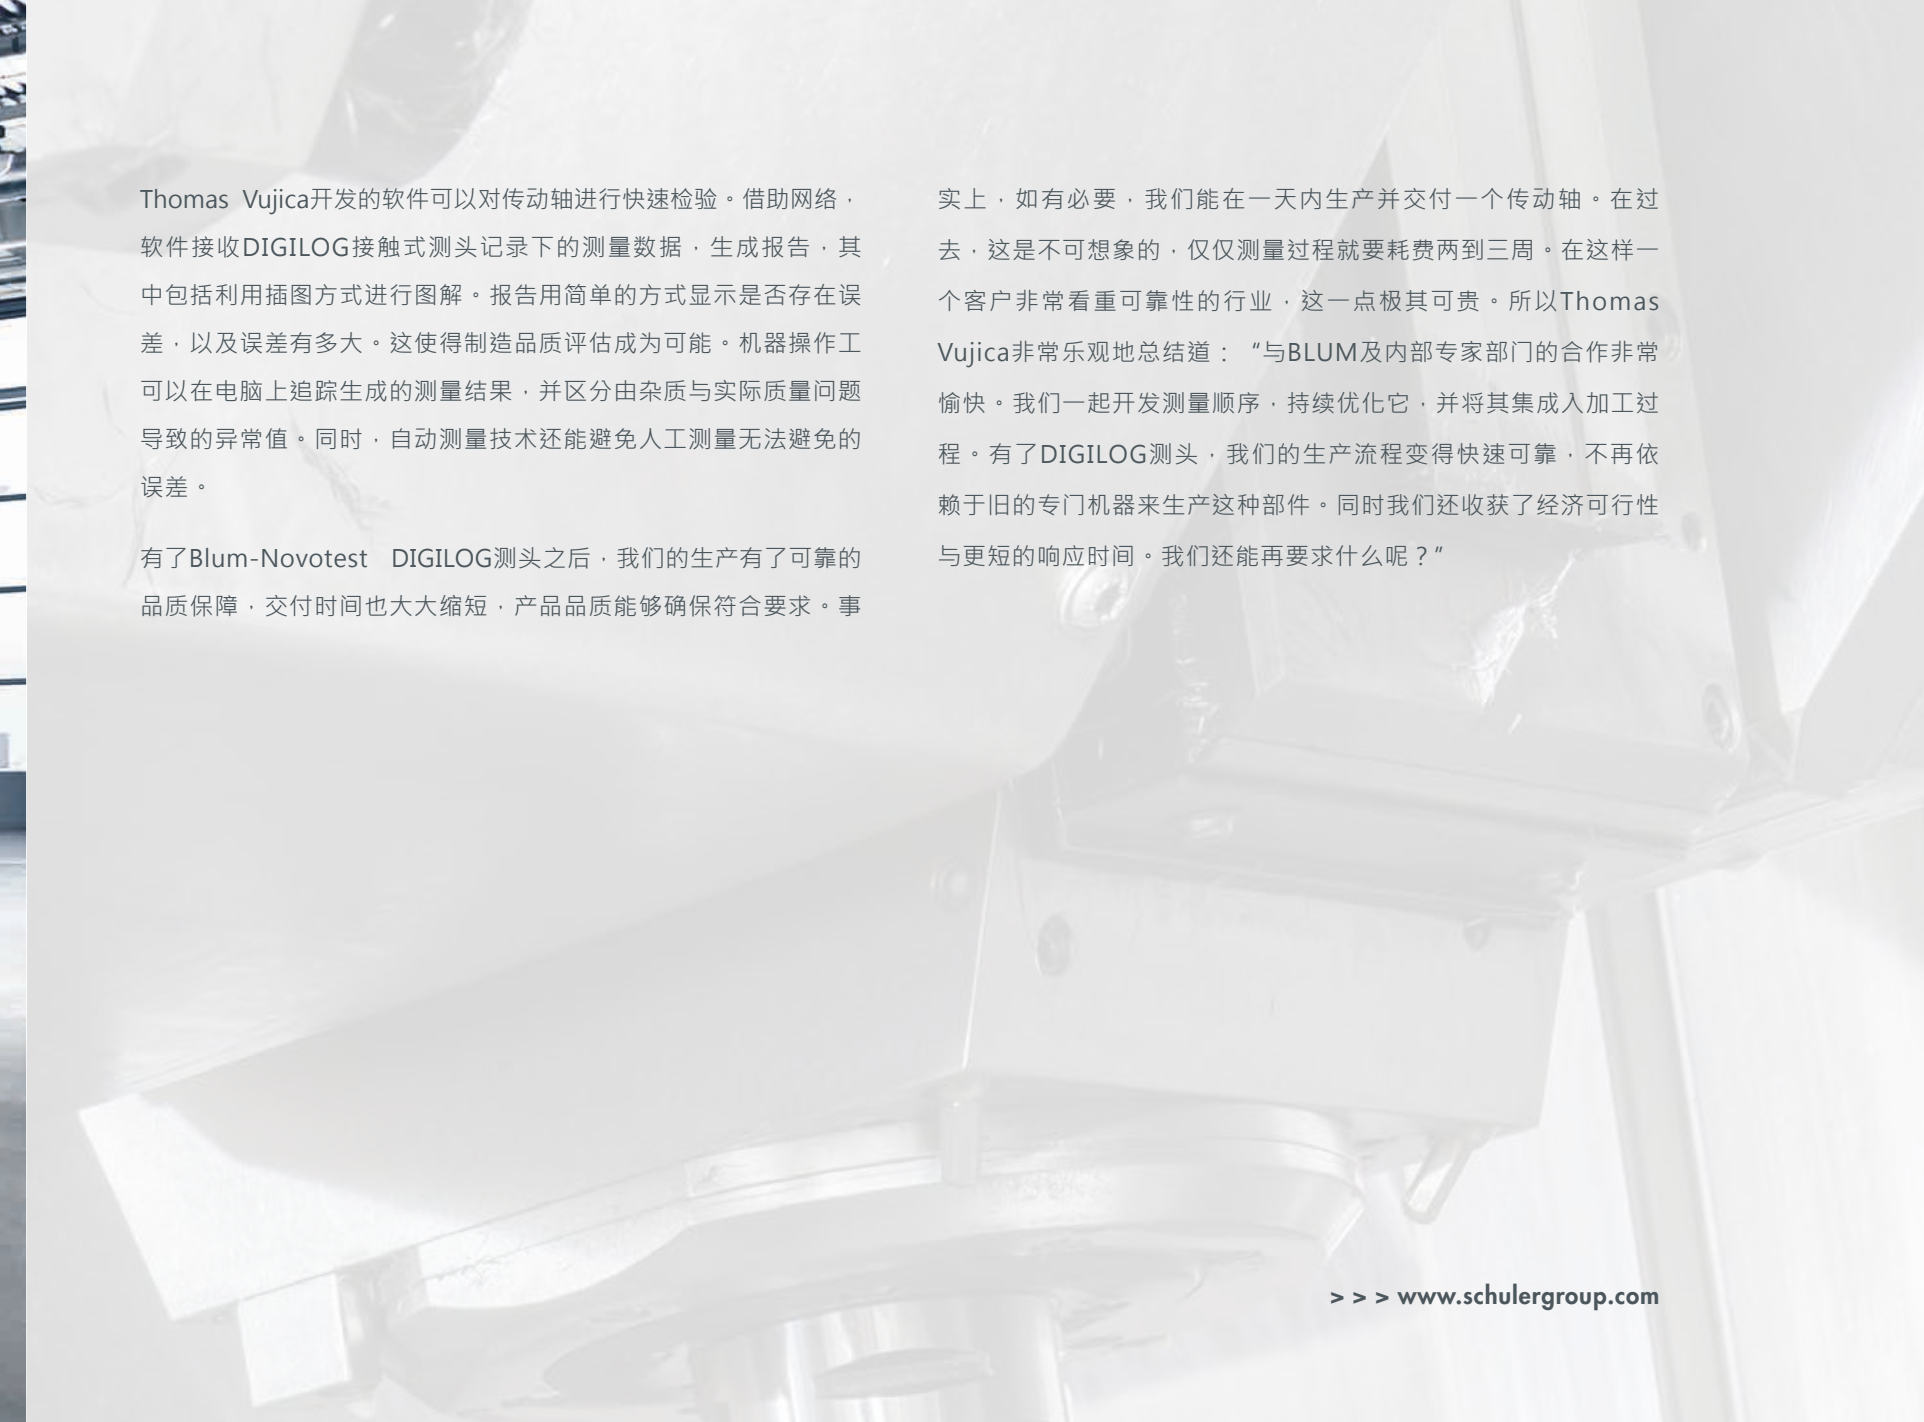 Thomas Vujica开发的软件可以对传动轴进行快速检验。借助网络，
软件接收DIGILOG接触式测头记录下的测量数据，生成报告，其
中包括利用插图方式进行图解。报告用简单的方式显示是否存在误
差，以及误差有多大。这使得制造品质评估成为可能。机器操作工
可以在电脑上追踪生成的测量结果，并区分由杂质与实际质量问题
导致的异常值。同时，自动测量技术还能避免人工测量无法避免的
误差。
有了Blum-Novotest DIGILOG测头之后，我们的生产有了可靠的
品质保障，交付时间也大大缩短，产品品质能够确保符合要求。事
实上，如有必要，我们能在一天内生产并交付一个传动轴。在过
去，这是不可想象的，仅仅测量过程就要耗费两到三周。在这样一
个客户非常看重可靠性的行业，这一点极其可贵。所以Thomas
Vujica非常乐观地总结道：“与BLUM及内部专家部门的合作非常
愉快。我们一起开发测量顺序，持续优化它，并将其集成入加工过
程。有了DIGILOG测头，我们的生产流程变得快速可靠，不再依
赖于旧的专门机器来生产这种部件。同时我们还收获了经济可行性
与更短的响应时间。我们还能再要求什么呢？”
> > > www.schulergroup.com